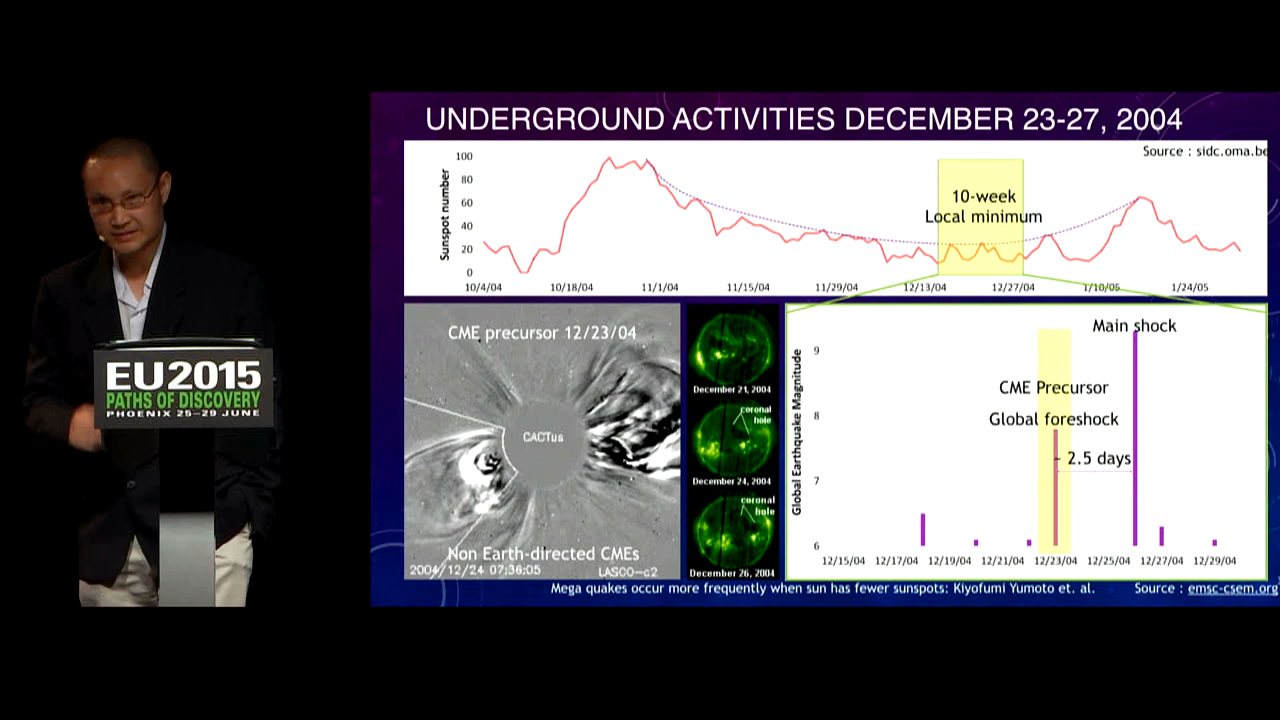 UNDERGROUND ACTIVITIES DECEMBER 23-27, 2004
Source : sidc.oma.be
Sunspot number
100
80
60
40
20
0
10-week
Local minimum
10/4/04 10/18/04 11/1/04 11/15/04 11/29/04 12/13/04 12/27/04 1/10/05 1/24/05
CME precursor 12/23/04
CACTus
Non Earth-directed CMEs
2004/12/24 07:36:05 LASCO-c2
December 21, 2004
coronal
hole
December 24, 2004
coronal
hole
December 26, 2004
Global Earthquake Magnitude
9
8
7
6
Main shock
CME Precursor
Global foreshock
~ 2.5 days
12/15/04 12/17/04 12/19/04 12/21/04 12/23/04 12/25/04 12/27/04 12/29/04
Mega quakes occur more frequently when sun has fewer sunspots: Kiyofumi Yumoto et. al.
Source : emsc-csem.org
EU2015
PATHS OF DISCOVERY
PHOENIX 25–29 JUNE